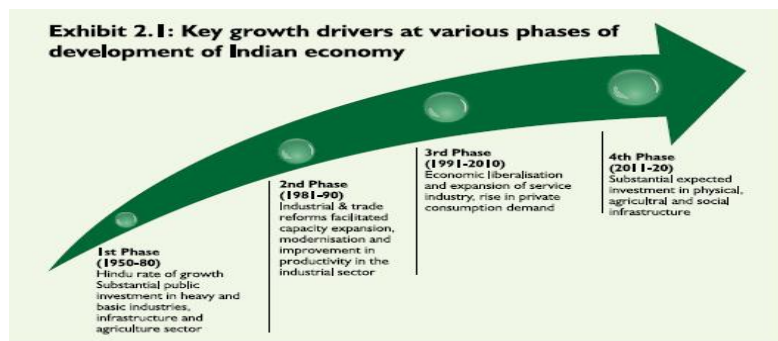 Exhibit 2.1: Key growth drivers at various phases of
development of Indian economy
1st Phase
(1950-80)
Hindu rate of growth
Substantial public
investment in heavy and
basic industries,
infrastructure and
agriculture sector
2nd Phase
(1981-90)
Industrial & trade
reforms facilitated
capacity expansion,
modernisation and
improvement in
productivity in the
industrial sector
3rd Phase
(1991-2010)
Economic liberalisation
and expansion of service
industry, rise in private
consumption demand
4th Phase
(2011-20)
Substantial expected
investment in physical,
agricultral and social
infrastructure